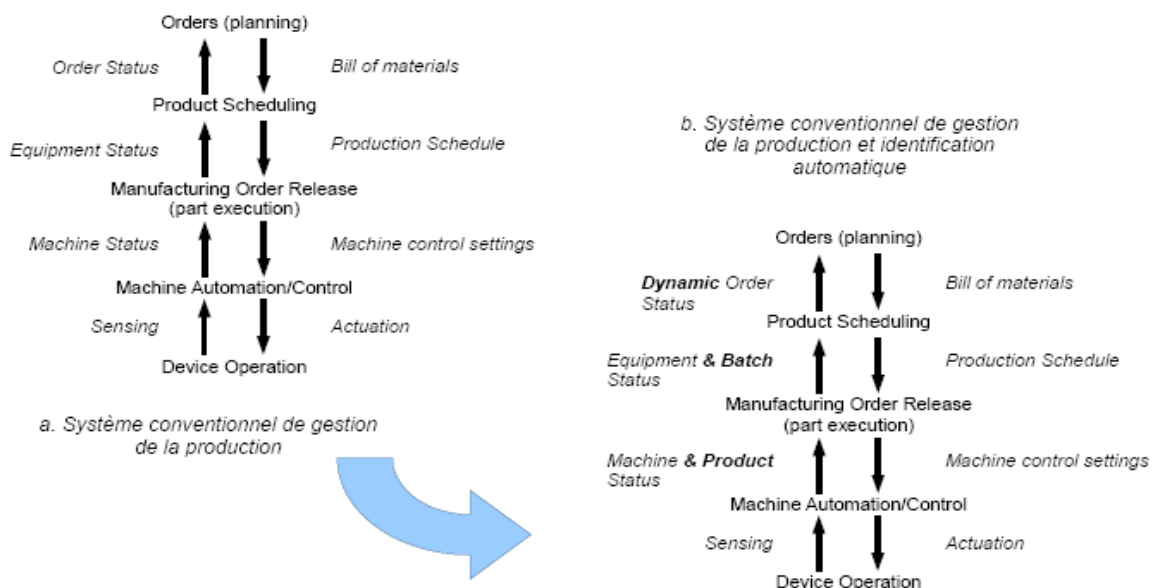 Orders (planning)
Order Status
Bill of materials
Product Scheduling
Equipment Status
Production Schedule
Manufacturing Order Release
(part execution)
Machine Status
Machine control settings
Machine Automation/Control
Sensing
Actuation
Device Operation
a. Système conventionnel de gestion
de la production
b. Système conventionnel de gestion
de la production et identification
automatique
Orders (planning)
Dynamic Order
Status
Bill of materials
Product Scheduling
Equipment & Batch
Status
Production Schedule
Manufacturing Order Release
(part execution)
Machine & Product
Status
Machine control settings
Machine Automation/Control
Sensing
Actuation
Device Operation